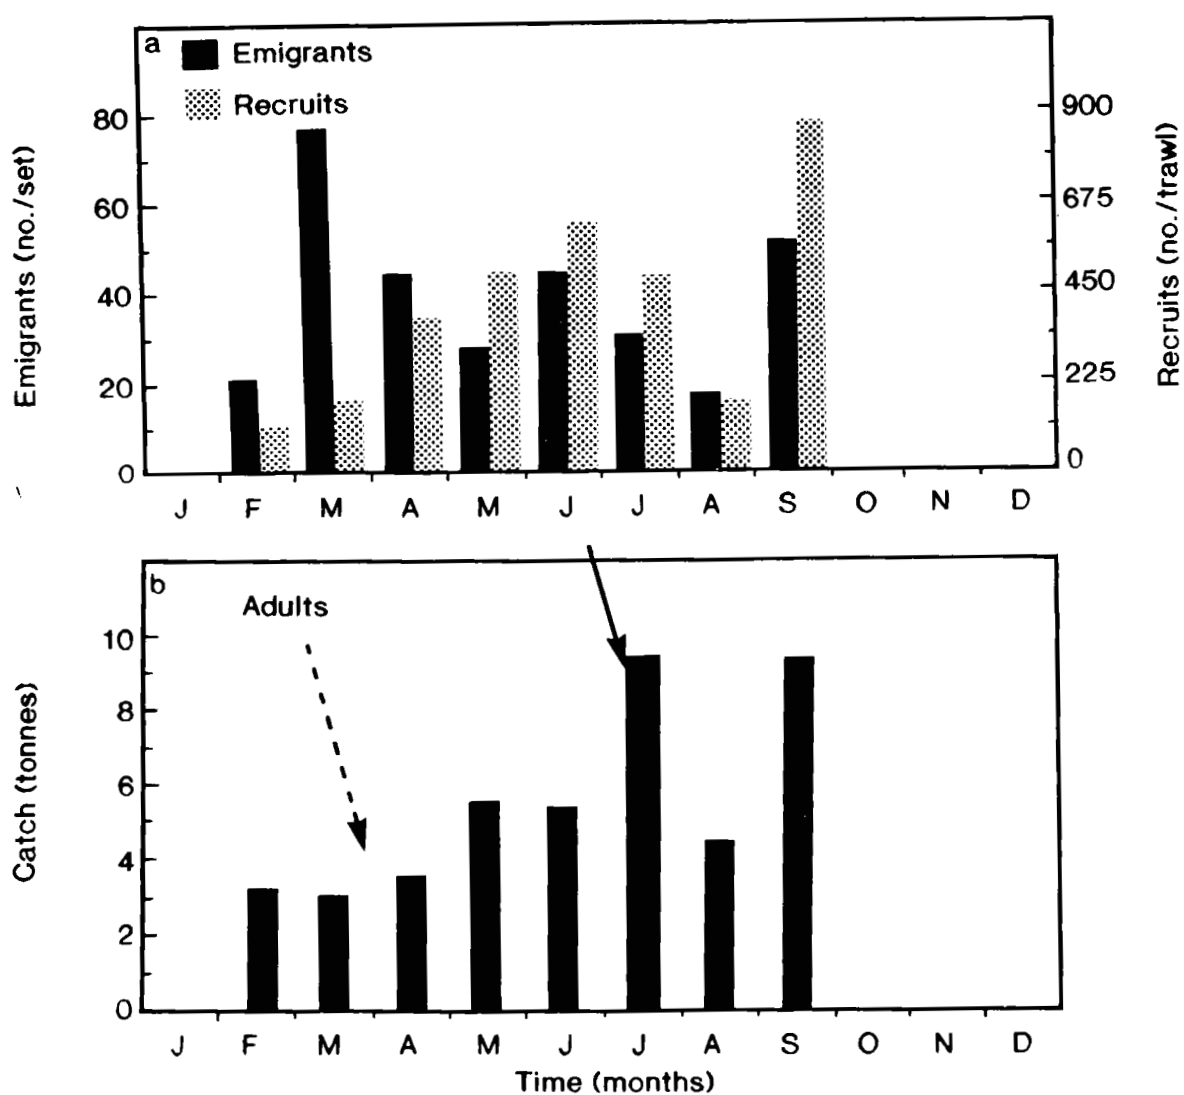 a
Emigrants
Recruits
Emigrants (no./set)
80
60
40
20
0
900
675
450
225
0
Recruits (no./trawl)
J F M A M J J A S O N D
b
Adults
Catch (tonnes)
10
8
6
4
2
0
J F M A M J J A S O N D
Time (months)